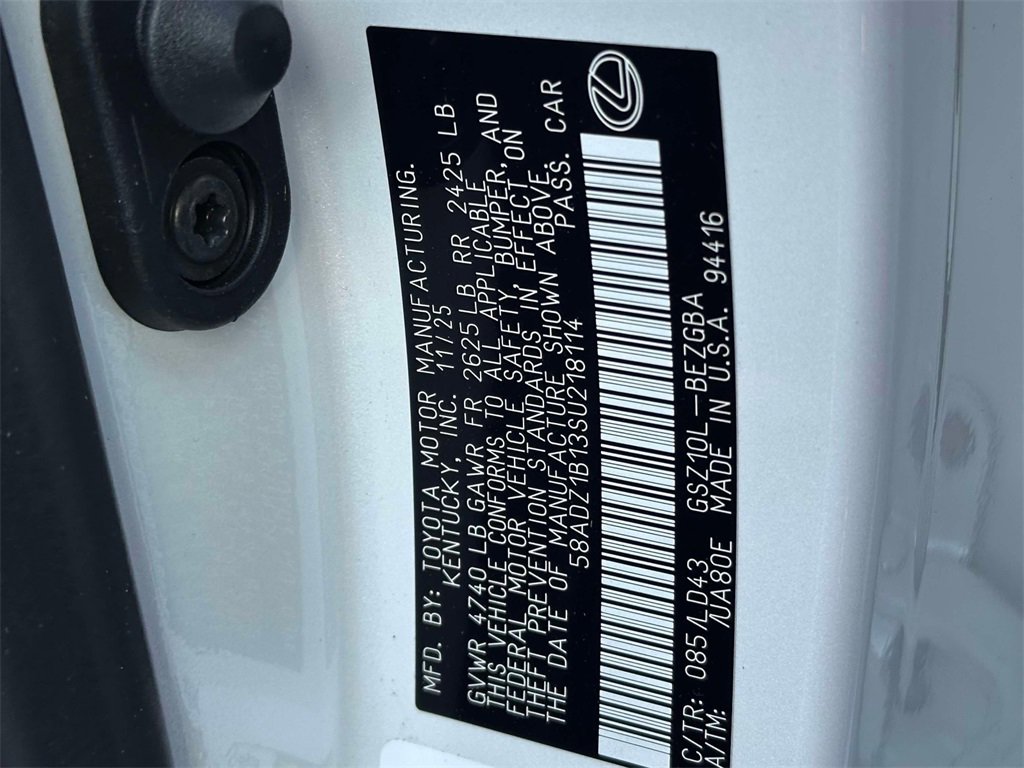 MFD. BY: TOYOTA MOTOR MANUFACTURING.
KENTUCKY, INC. 11/25
GVWR 4740 LB GAWR FR 2625 LB RR 2425 LB
THIS VEHICLE CONFORMS TO ALL APPLICABLE
FEDERAL MOTOR VEHICLE SAFETY, BUMPER, AND
THEFT PREVENTION STANDARDS IN EFFECT ON
THE DATE OF MANUFACTURE SHOWN ABOVE.
58ADZ1B13SU218114 PASS. CAR
C/TR: 085/LD43 GSZ10L-BEZGBA
A/TM: /UA80E MADE IN U.S.A. 94416